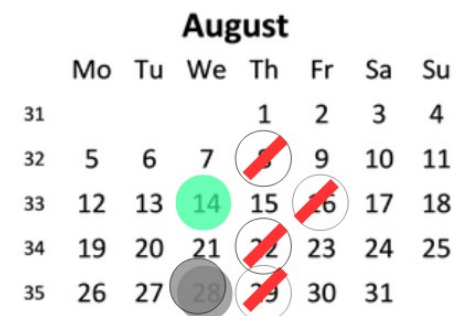 August
Mo Tu We Th Fr Sa Su
31 1 2 3 4
32 5 6 7 8 9 10 11
33 12 13 14 15 16 17 18
34 19 20 21 22 23 24 25
35 26 27 28 29 30 31